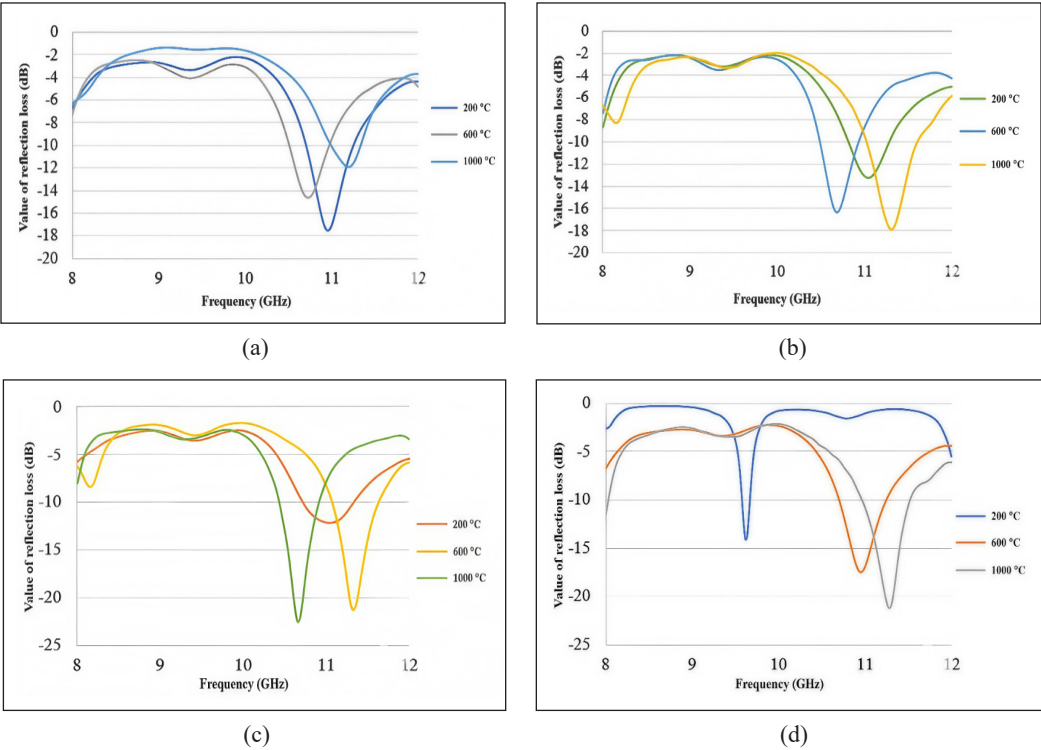 0
-2
-4
-6
-8
-10
-12
-14
-16
-18
-20
8
9
10
11
12
Value of reflection loss (dB)
Frequency (GHz)
200 °C
600 °C
1000 °C
(a)
0
-2
-4
-6
-8
-10
-12
-14
-16
-18
-20
8
9
10
11
12
Value of reflection loss (dB)
Frequency (GHz)
200 °C
600 °C
1000 °C
(b)
0
-5
-10
-15
-20
-25
8
9
10
11
12
Value of reflection loss (dB)
Frequency (GHz)
200 °C
600 °C
1000 °C
(c)
0
-5
-10
-15
-20
-25
8
9
10
11
12
Value of reflection loss (dB)
Frequency (GHz)
200 °C
600 °C
1000 °C
(d)